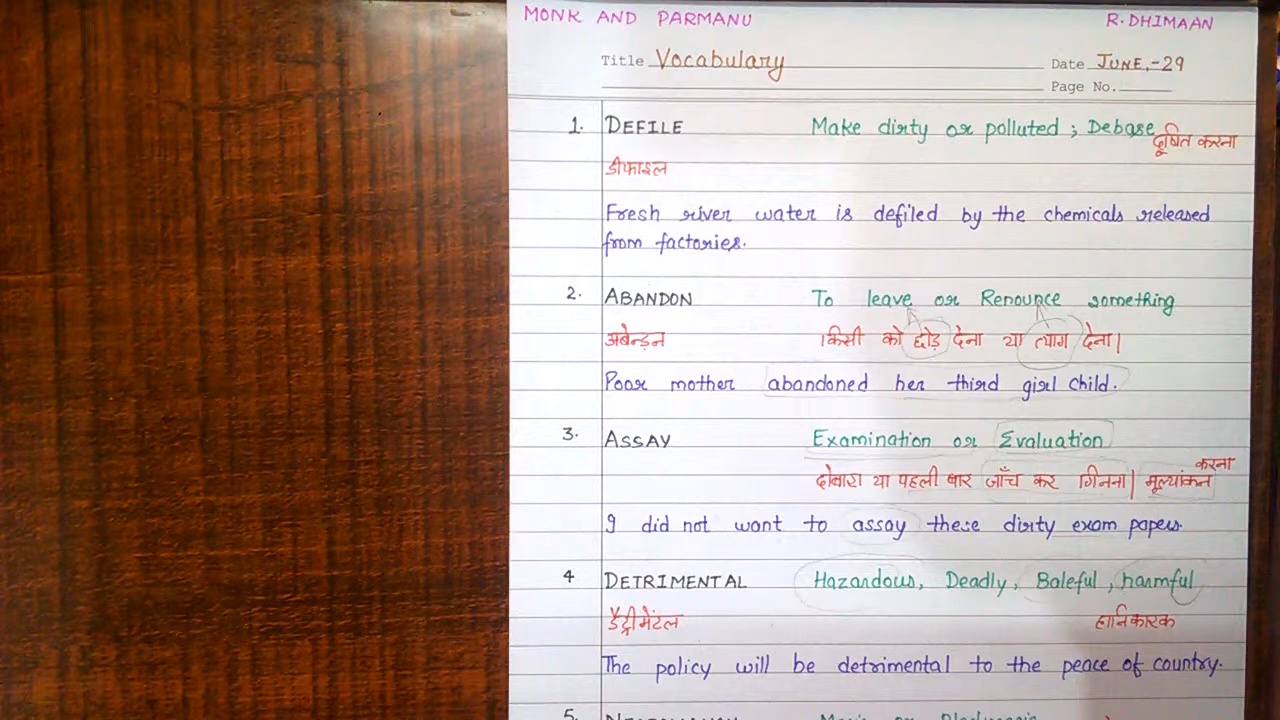 MONK AND PARMANU R. DHIMAAN
Title Vocabulary Date JUNE,-29
Page No.
1. DEFILE Make dirty or polluted ; Debase दूषित करना
डीफाइल
Fresh river water is defiled by the chemicals released
from factories.
2. ABANDON To leave or Renounce something
अबेन्ड़न किसी को छोड़ देना या त्याग देना।
Poor mother abandoned her third girl child.
3. ASSAY Examination or Evaluation
दोबारा या पहली बार जाँच कर गिनना। मूल्यांकन करना
I did not want to assay these dirty exam papers.
4 DETRIMENTAL Hazardous, Deadly, Baleful, harmful
डैट्रीमेंटल हानिकारक
The policy will be detrimental to the peace of country.
5.